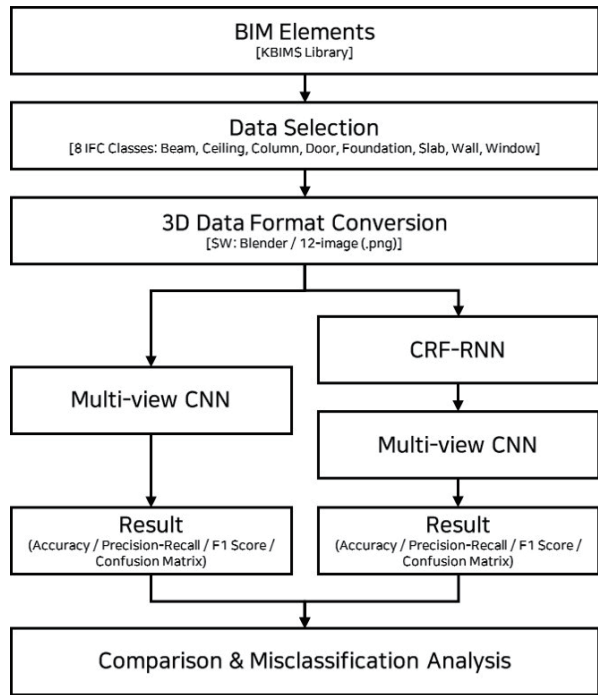 BIM Elements
[KBIMS Library]
Data Selection
[8 IFC Classes: Beam, Ceiling, Column, Door, Foundation, Slab, Wall, Window]
3D Data Format Conversion
[SW: Blender / 12-image (.png)]
CRF-RNN
Multi-view CNN
Multi-view CNN
Result
(Accuracy / Precision-Recall / F1 Score /
Confusion Matrix)
Result
(Accuracy / Precision-Recall / F1 Score /
Confusion Matrix)
Comparison & Misclassification Analysis